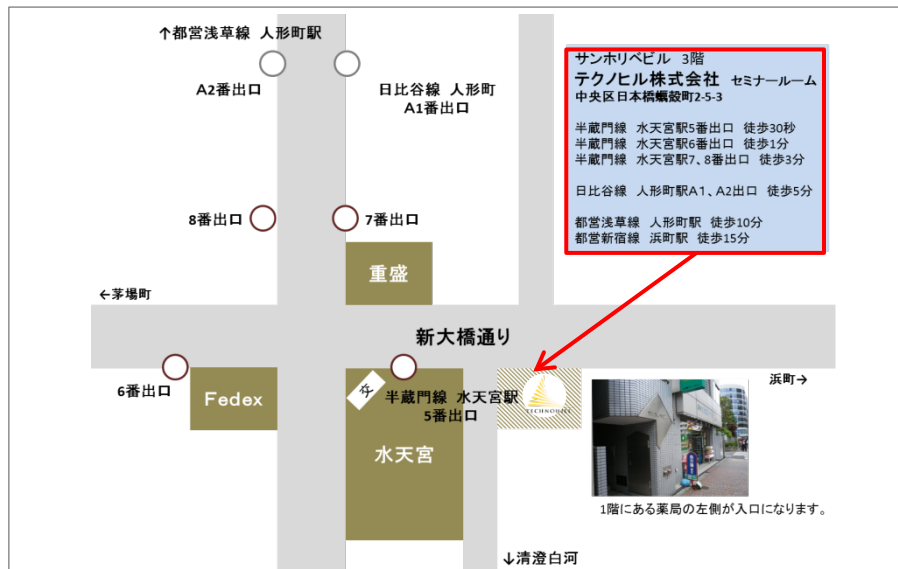 ↑都営浅草線 人形町駅
A2番出口
日比谷線 人形町
A1番出口
サンホリベビル 3階
テクノヒル株式会社 セミナールーム
中央区日本橋蠣殻町2-5-3
半蔵門線 水天宮駅5番出口 徒歩30秒
半蔵門線 水天宮駅6番出口 徒歩1分
半蔵門線 水天宮駅7、8番出口 徒歩3分
日比谷線 人形町駅A1、A2出口 徒歩5分
都営浅草線 人形町駅 徒歩10分
都営新宿線 浜町駅 徒歩15分
8番出口
7番出口
重盛
←茅場町
新大橋通り
6番出口
Fedex
交
半蔵門線 水天宮駅
5番出口
TECHNOHILL
浜町→
水天宮
1階にある薬局の左側が入口になります。
↓清澄白河